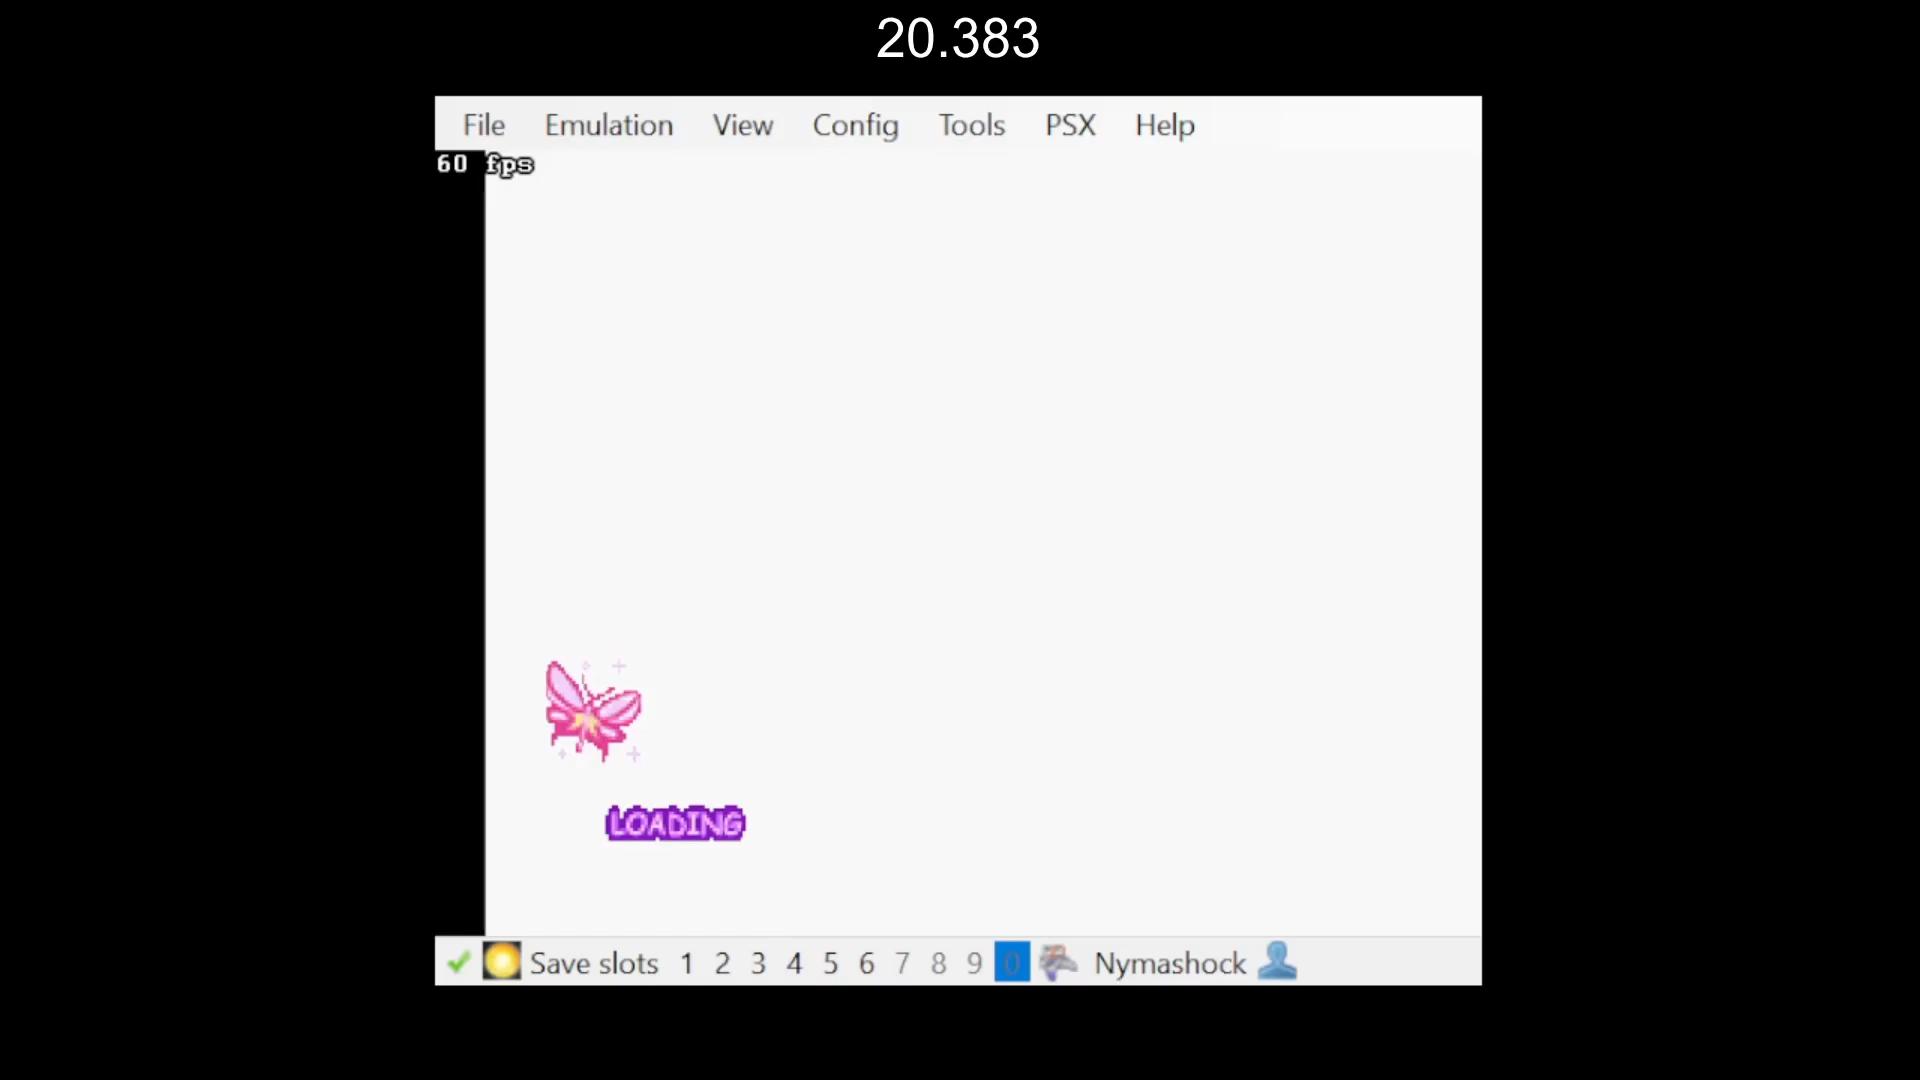 20.383
File Emulation View Config Tools PSX Help
60 fps
LOADING
Save slots 1 2 3 4 5 6 7 8 9 0 Nymashock